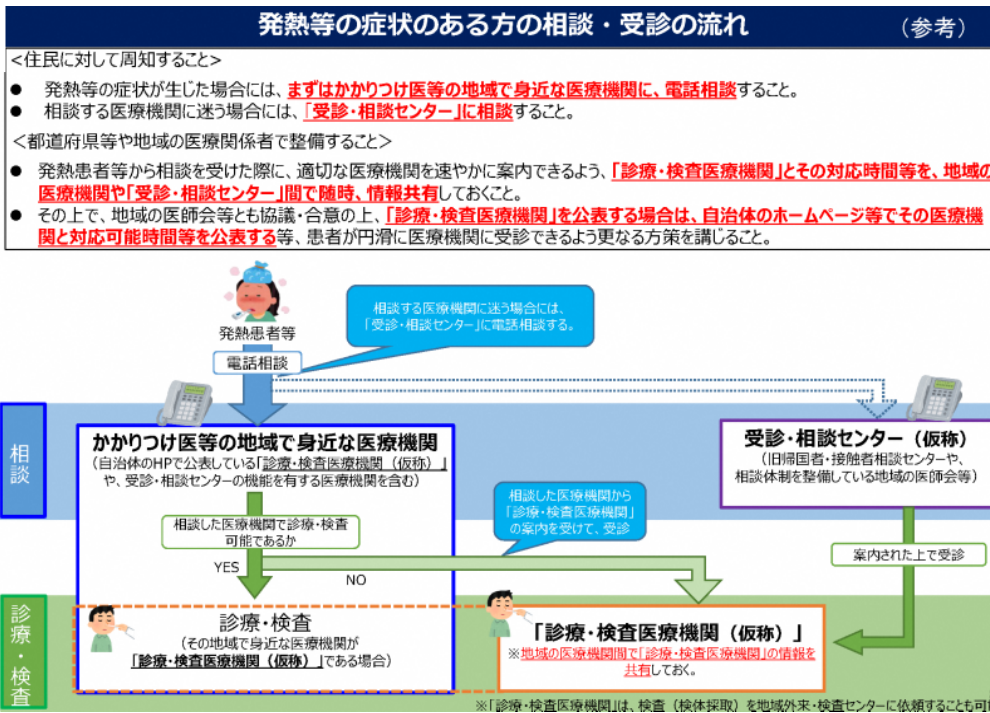 発熱等の症状のある方の相談・受診の流れ
（参考）
<住民に対して周知すること>
● 発熱等の症状が生じた場合には、まずはかかりつけ医等の地域で身近な医療機関に、電話相談すること。
● 相談する医療機関に迷う場合には、「受診・相談センター」に相談すること。
<都道府県等や地域の医療関係者で整備すること>
● 発熱患者等から相談を受けた際に、適切な医療機関を速やかに案内できるよう、「診療・検査医療機関」とその対応時間等を、地域の
医療機関や「受診・相談センター」間で随時、情報共有しておくこと。
● その上で、地域の医師会等とも協議・合意の上、「診療・検査医療機関」を公表する場合は、自治体のホームページ等でその医療機
関と対応可能時間等を公表する等、患者が円滑に医療機関に受診できるよう更なる方策を講じること。
発熱患者等
相談する医療機関に迷う場合には、
「受診・相談センター」に電話相談する。
電話相談
相談
かかりつけ医等の地域で身近な医療機関
（自治体のHPで公表している「診療・検査医療機関（仮称）」
や、受診・相談センターの機能を有する医療機関を含む）
受診・相談センター（仮称）
（旧帰国者・接触者相談センターや、
相談体制を整備している地域の医師会等）
相談した医療機関で診療・検査
可能であるか
相談した医療機関から
「診療・検査医療機関」
の案内を受けて、受診
案内された上で受診
YES
NO
診療・検査
診療・検査
（その地域で身近な医療機関が
「診療・検査医療機関（仮称）」である場合）
「診療・検査医療機関（仮称）」
※地域の医療機関間で「診療・検査医療機関」の情報を
共有しておく。
※「診療・検査医療機関」は、検査（検体採取）を地域外来・検査センターに依頼することも可